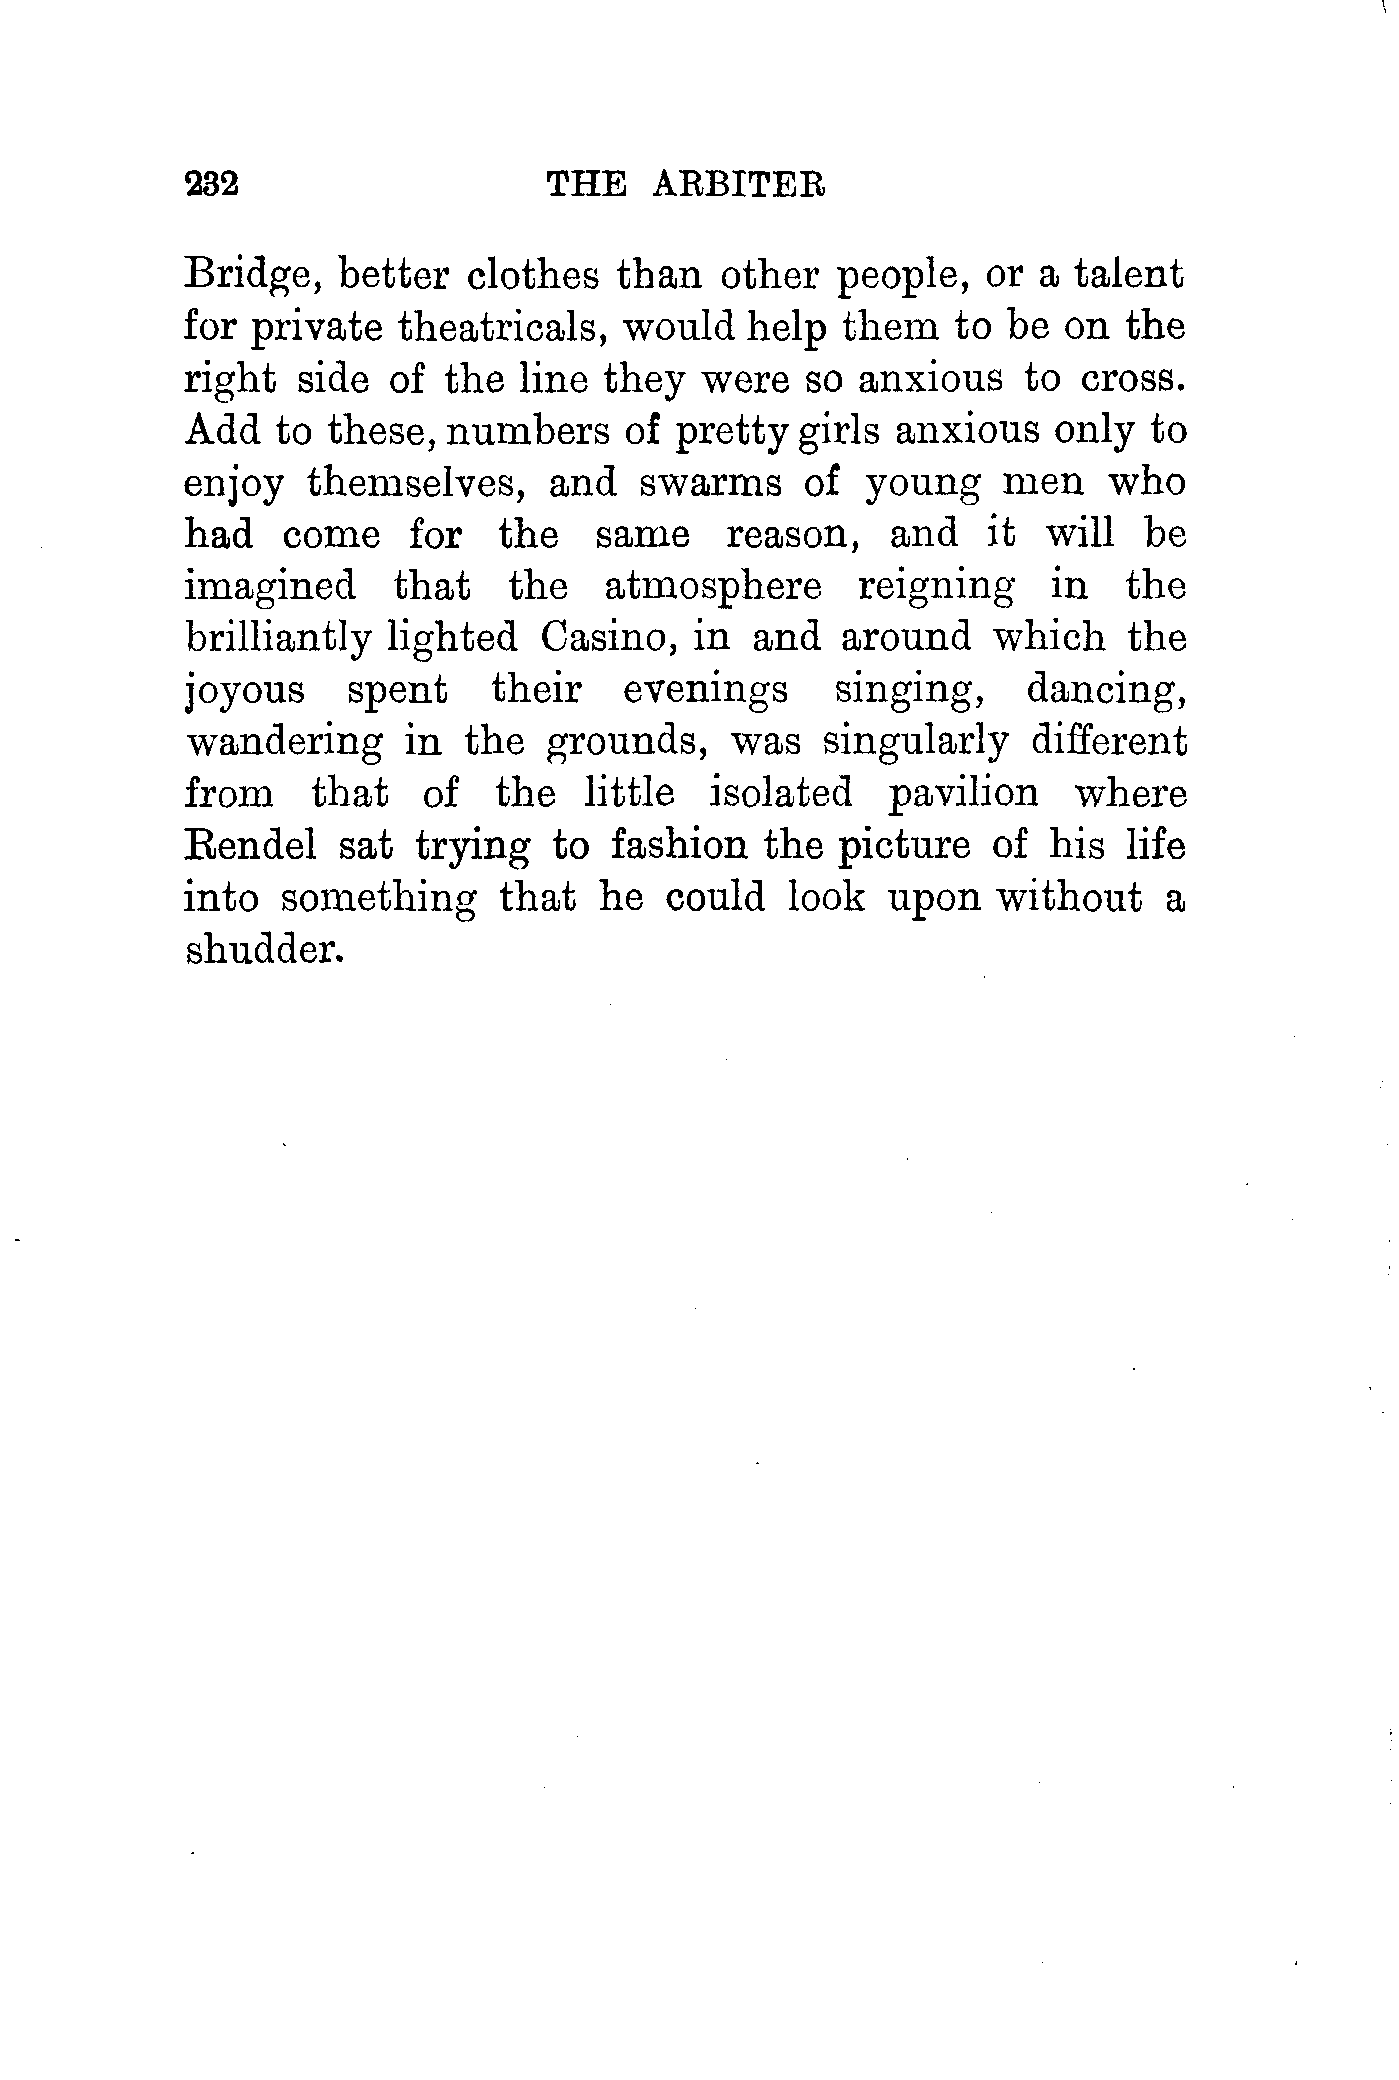 232 THE ARBITER
Bridge, better clothes than other people, or a talent
for private theatricals, would help them to be on the
right side of the line they were so anxious to cross.
Add to these, numbers of pretty girls anxious only to
enjoy themselves, and swarms of young men who
had come for the same reason, and it will be
imagined that the atmosphere reigning in the
brilliantly lighted Casino, in and around which the
joyous spent their evenings singing, dancing,
wandering in the grounds, was singularly different
from that of the little isolated pavilion where
Rendel sat trying to fashion the picture of his life
into something that he could look upon without a
shudder.